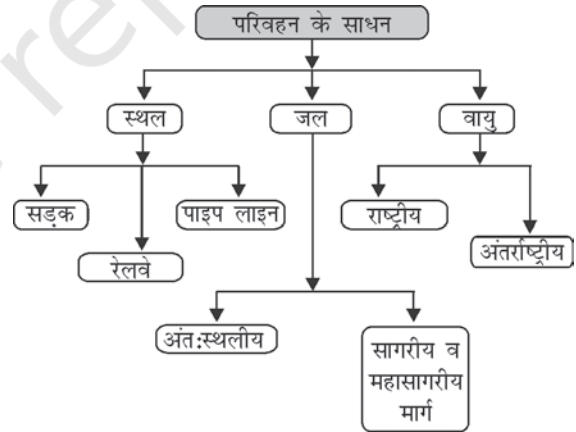 परिवहन के साधन
स्थल
जल
वायु
सड़क
पाइप लाइन
राष्ट्रीय
रेलवे
अंतर्राष्ट्रीय
अंत:स्थलीय
सागरीय व
महासागरीय
मार्ग